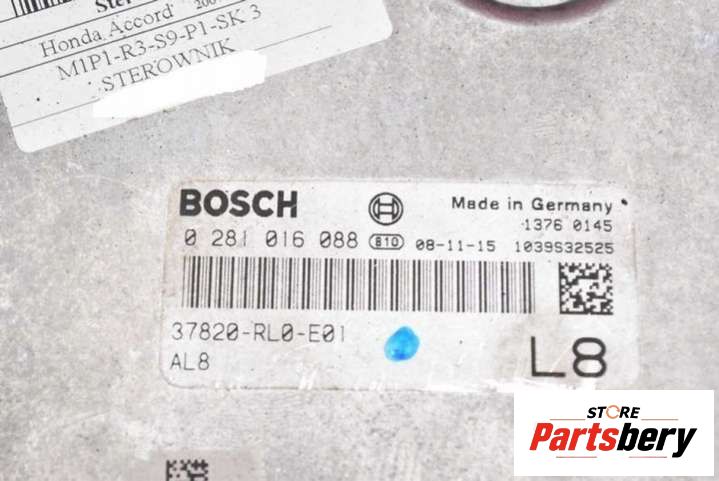 Honda Accord
M1P1-R3-S9-P1-SK 3
STEROWNIK
BOSCH
Made in Germany
1376 0145
0 281 016 088 810 08-11-15 1039S32525
37820-RL0-E01
AL8
L8
STORE
Partsbery